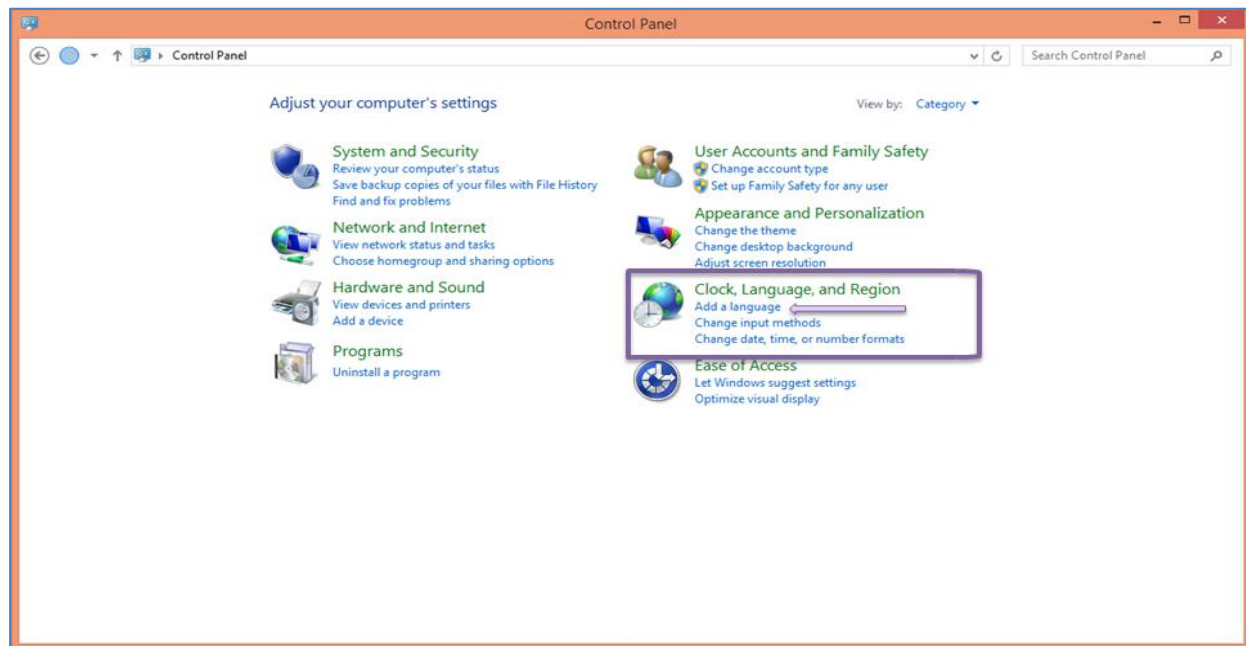 Control Panel
Control Panel
Search Control Panel
Adjust your computer's settings
View by: Category
System and Security
Review your computer's status
Save backup copies of your files with File History
Find and fix problems
Network and Internet
View network status and tasks
Choose homegroup and sharing options
Hardware and Sound
View devices and printers
Add a device
Programs
Uninstall a program
User Accounts and Family Safety
Change account type
Set up Family Safety for any user
Appearance and Personalization
Change the theme
Change desktop background
Adjust screen resolution
Clock, Language, and Region
Add a language
Change input methods
Change date, time, or number formats
Ease of Access
Let Windows suggest settings
Optimize visual display